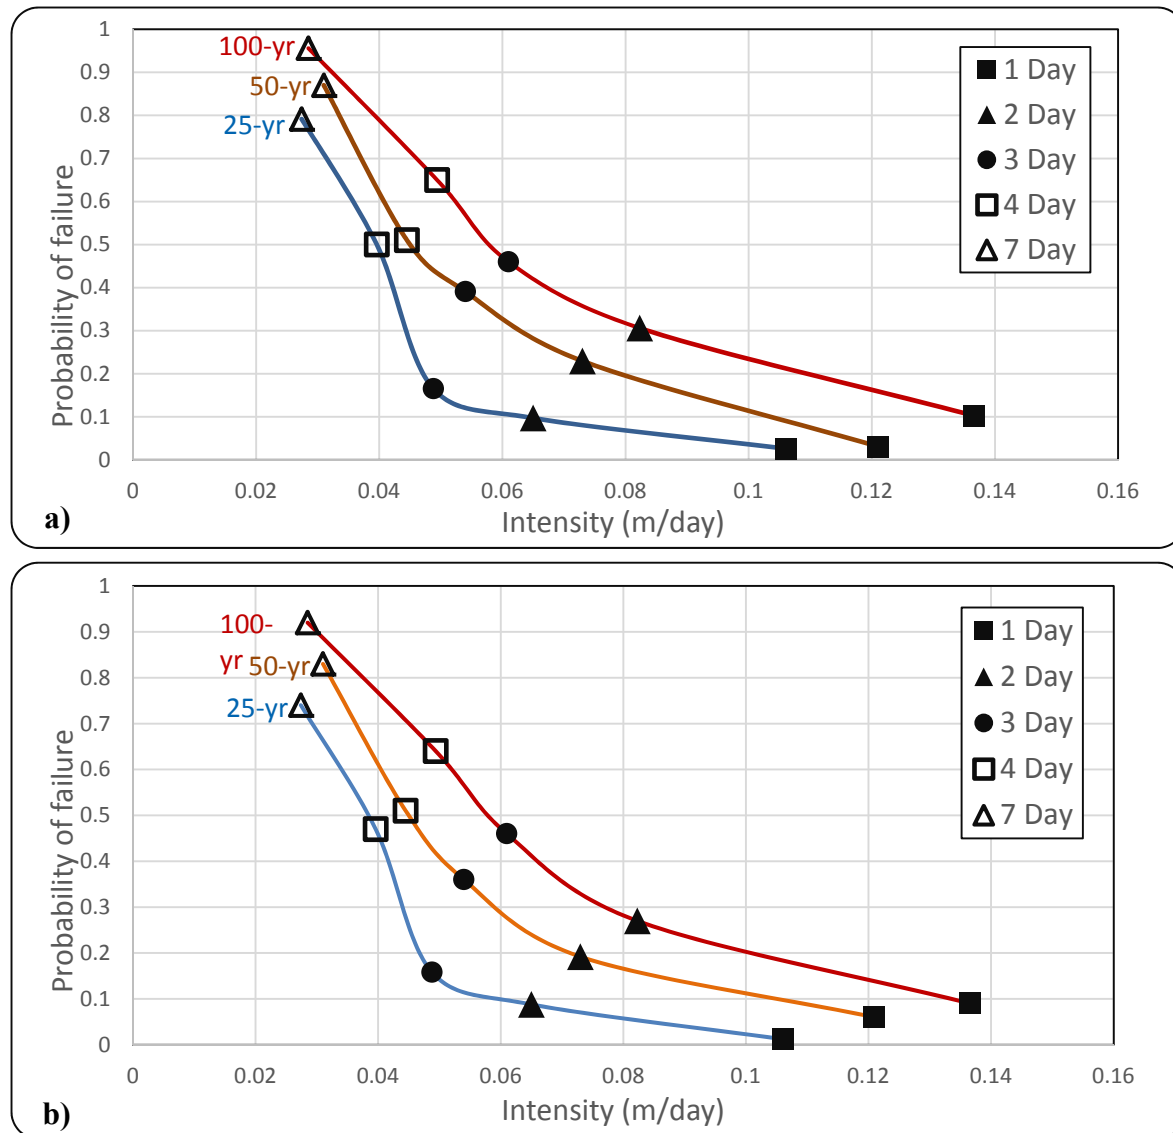 1
0.9
0.8
0.7
0.6
0.5
0.4
0.3
0.2
0.1
0
Probability of failure
100-yr
50-yr
25-yr
1 Day
2 Day
3 Day
4 Day
7 Day
0 0.02 0.04 0.06 0.08 0.1 0.12 0.14 0.16
Intensity (m/day)
a)
1
0.9
0.8
0.7
0.6
0.5
0.4
0.3
0.2
0.1
0
Probability of failure
100-
yr
50-yr
25-yr
1 Day
2 Day
3 Day
4 Day
7 Day
0 0.02 0.04 0.06 0.08 0.1 0.12 0.14 0.16
Intensity (m/day)
b)